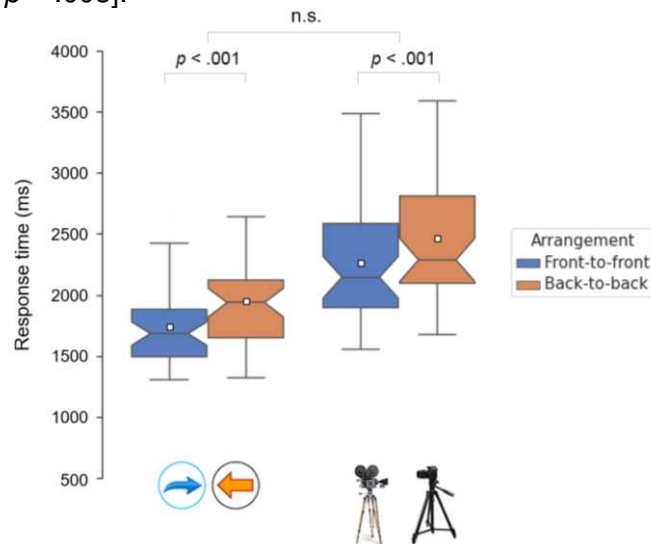 n.s.
p < .001
p < .001
4000
3500
3000
2500
2000
1500
1000
500
Response time (ms)
Arrangement
Front-to-front
Back-to-back